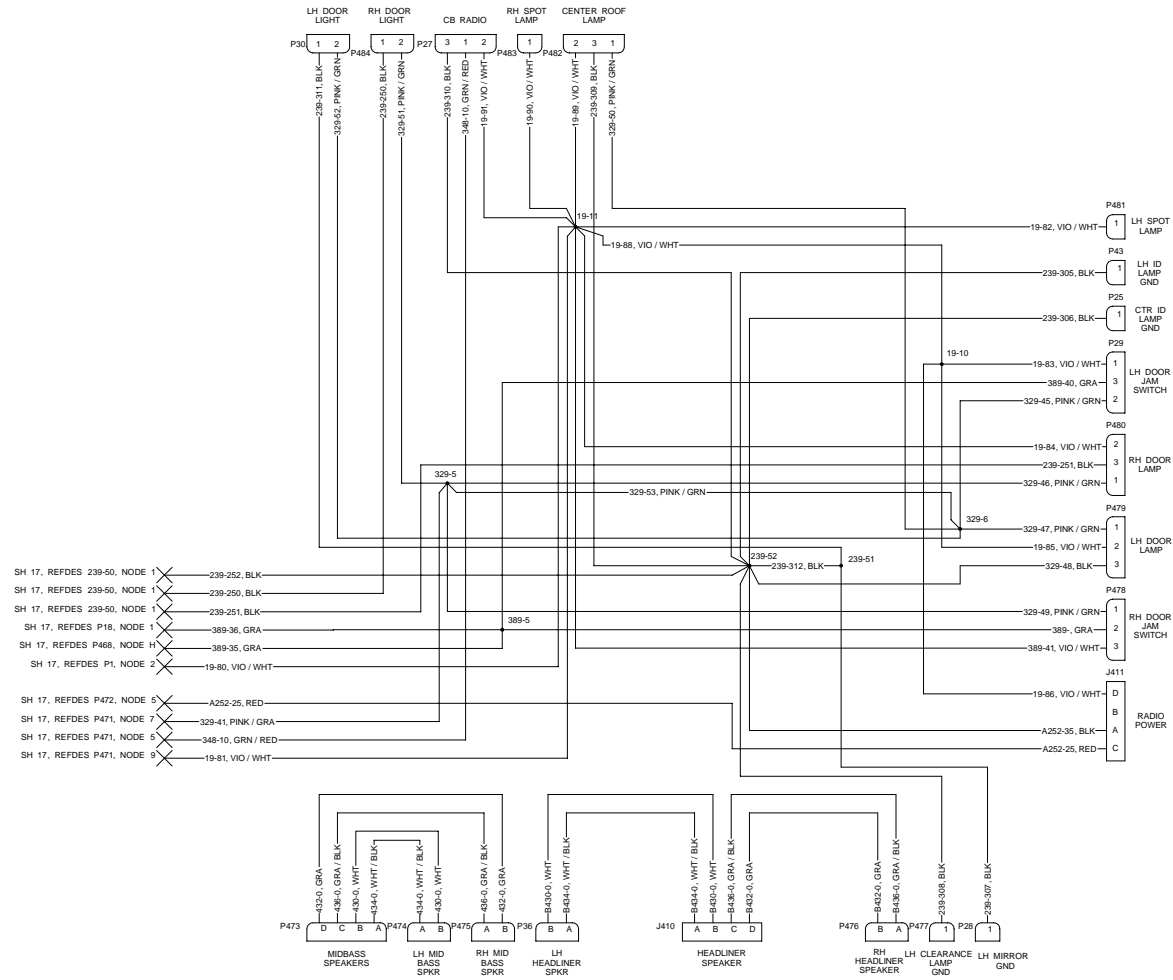 LH DOOR LIGHT
RH DOOR LIGHT
CB RADIO
RH SPOT LAMP
CENTER ROOF LAMP
P30 1 2
P484 1 2
P27 3 1 2
P483 1
P482 2 3 1
239-311, BLK
329-52, PINK / GRN
239-250, BLK
329-51, PINK / GRN
239-310, BLK
348-10, GRN / RED
19-91, VIO / WHT
19-90, VIO / WHT
19-89, VIO / WHT
239-309, BLK
329-50, PINK / GRN
19-11
19-88, VIO / WHT
P481
19-82, VIO / WHT 1 LH SPOT LAMP
P43
239-305, BLK 1 LH ID LAMP GND
P25
239-306, BLK 1 CTR ID LAMP GND
P29
19-10
19-83, VIO / WHT 1
389-40, GRA 3
329-45, PINK / GRN 2
LH DOOR JAM SWITCH
P480
19-84, VIO / WHT 2
239-251, BLK 3
329-46, PINK / GRN 1
RH DOOR LAMP
329-5
329-53, PINK / GRN
329-6
P479
329-47, PINK / GRN 1
19-85, VIO / WHT 2
329-48, BLK 3
LH DOOR LAMP
239-52
239-312, BLK
239-51
P478
329-49, PINK / GRN 1
389-, GRA 2
389-41, VIO / WHT 3
RH DOOR JAM SWITCH
389-5
J411
19-86, VIO / WHT D
B
A252-35, BLK A
A252-25, RED C
RADIO POWER
SH 17, REFDES 239-50, NODE 1 239-252, BLK
SH 17, REFDES 239-50, NODE 1 239-250, BLK
SH 17, REFDES 239-50, NODE 1 239-251, BLK
SH 17, REFDES P18, NODE 1 389-36, GRA
SH 17, REFDES P468, NODE H 389-35, GRA
SH 17, REFDES P1, NODE 2 19-80, VIO / WHT
SH 17, REFDES P472, NODE 5 A252-25, RED
SH 17, REFDES P471, NODE 7 329-41, PINK / GRA
SH 17, REFDES P471, NODE 5 348-10, GRN / RED
SH 17, REFDES P471, NODE 9 19-81, VIO / WHT
432-0, GRA
436-0, GRA / BLK
430-0, WHT
434-0, WHT / BLK
434-0, WHT / BLK
430-0, WHT
436-0, GRA / BLK
432-0, GRA
B430-0, WHT
B434-0, WHT / BLK
B434-0, WHT / BLK
B430-0, WHT
B436-0, GRA / BLK
B432-0, GRA
B432-0, GRA
B436-0, GRA / BLK
239-308, BLK
239-307, BLK
P473 D C B A
P474 A B
P475 A B
P36 B A
J410 A B C D
P476 B A
P477 1
P28 1
MIDBASS SPEAKERS
LH MID BASS SPKR
RH MID BASS SPKR
LH HEADLINER SPKR
HEADLINER SPEAKER
RH HEADLINER SPEAKER
LH CLEARANCE LAMP GND
LH MIRROR GND